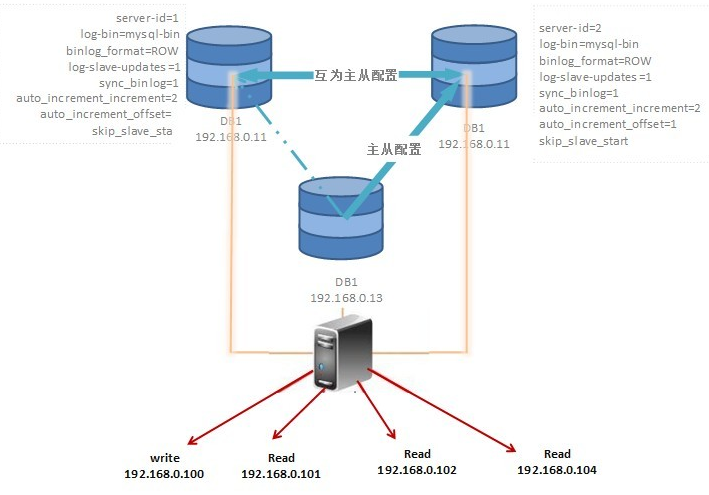 server-id=1
log-bin=mysql-bin
binlog_format=ROW
log-slave-updates =1
sync_binlog=1
auto_increment_increment=2
auto_increment_offset=
skip_slave_sta
DB1
192.168.0.11
互为主从配置
server-id=2
log-bin=mysql-bin
binlog_format=ROW
log-slave-updates =1
sync_binlog=1
auto_increment_increment=2
auto_increment_offset=1
skip_slave_start
DB1
192.168.0.11
主从配置
DB1
192.168.0.13
write
192.168.0.100
Read
192.168.0.101
Read
192.168.0.102
Read
192.168.0.104